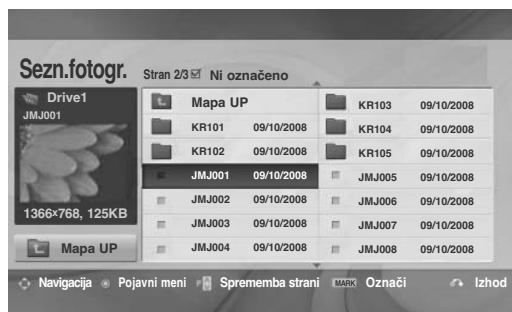 Sezn.fotogr. Stran 2/3 Ni označeno
Drive1
JMJ001
1366×768, 125KB
Mapa UP
Mapa UP
KR101 09/10/2008
KR102 09/10/2008
JMJ001 09/10/2008
JMJ002 09/10/2008
JMJ003 09/10/2008
JMJ004 09/10/2008
KR103 09/10/2008
KR104 09/10/2008
KR105 09/10/2008
JMJ005 09/10/2008
JMJ006 09/10/2008
JMJ007 09/10/2008
JMJ008 09/10/2008
Navigacija Pojavni meni P Sprememba strani MARK Označi Izhod